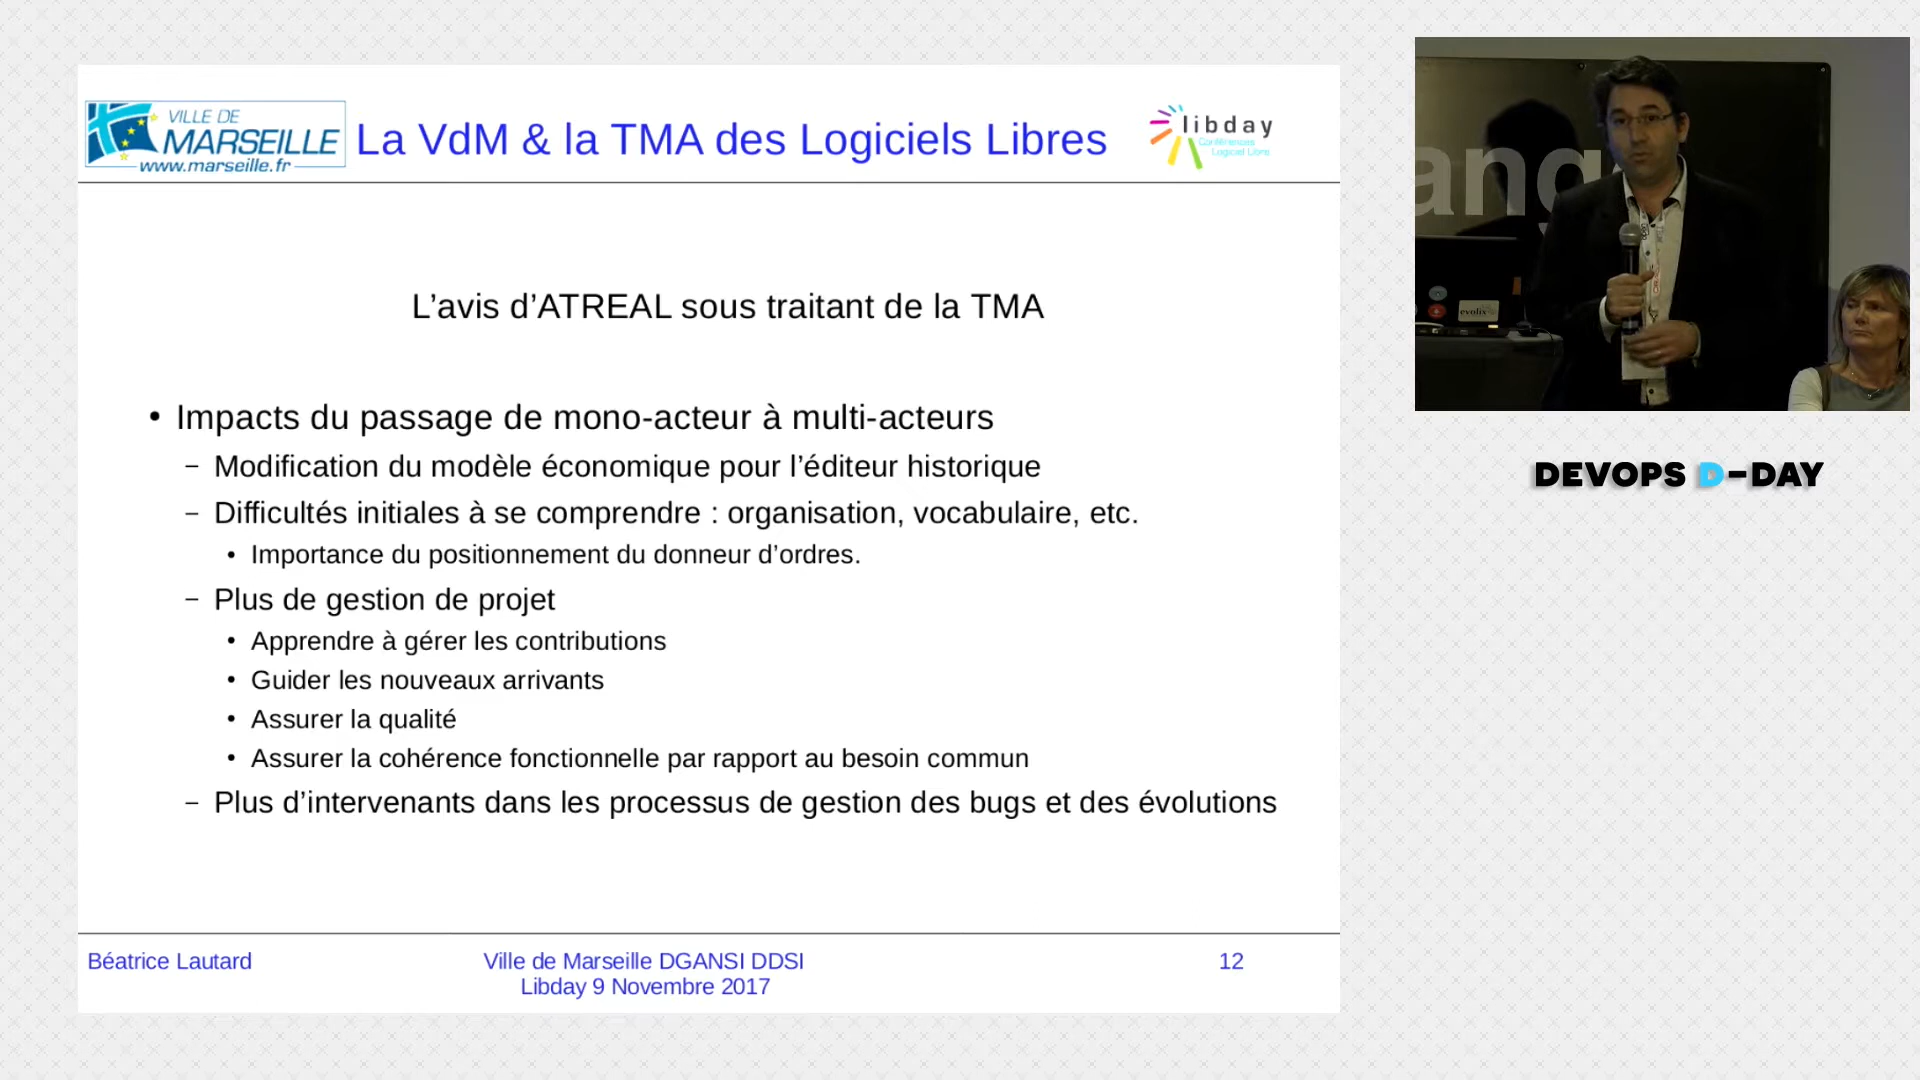 VILLE DE
MARSEILLE
www.marseille.fr
La VdM & la TMA des Logiciels Libres
libday
Conférences
Logiciel Libre
L’avis d’ATREAL sous traitant de la TMA
• Impacts du passage de mono-acteur à multi-acteurs
– Modification du modèle économique pour l’éditeur historique
– Difficultés initiales à se comprendre : organisation, vocabulaire, etc.
• Importance du positionnement du donneur d’ordres.
– Plus de gestion de projet
• Apprendre à gérer les contributions
• Guider les nouveaux arrivants
• Assurer la qualité
• Assurer la cohérence fonctionnelle par rapport au besoin commun
– Plus d’intervenants dans les processus de gestion des bugs et des évolutions
Béatrice Lautard
Ville de Marseille DGANSI DDSI
Libday 9 Novembre 2017
12
ang
evolix
DEVOPS D-DAY